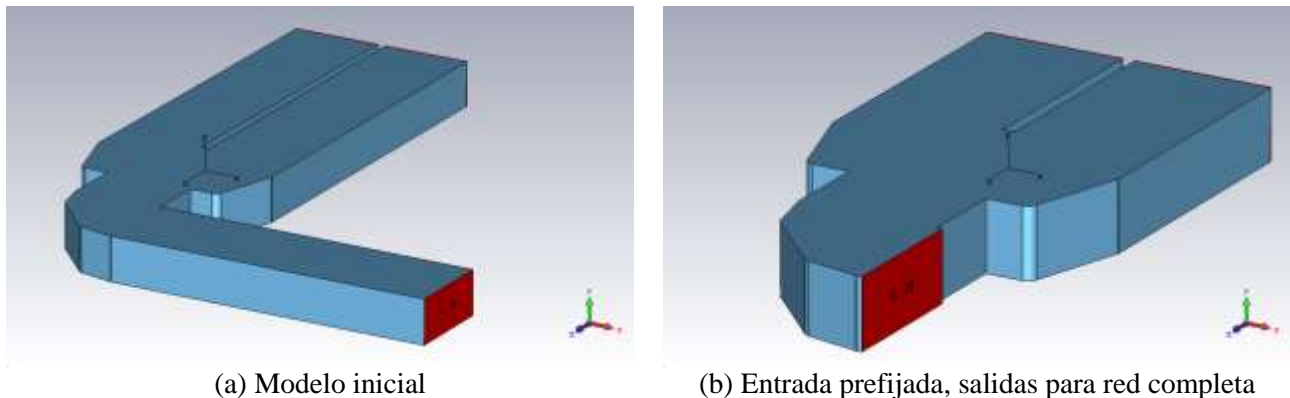 (a) Modelo inicial
(b) Entrada prefijada, salidas para red completa